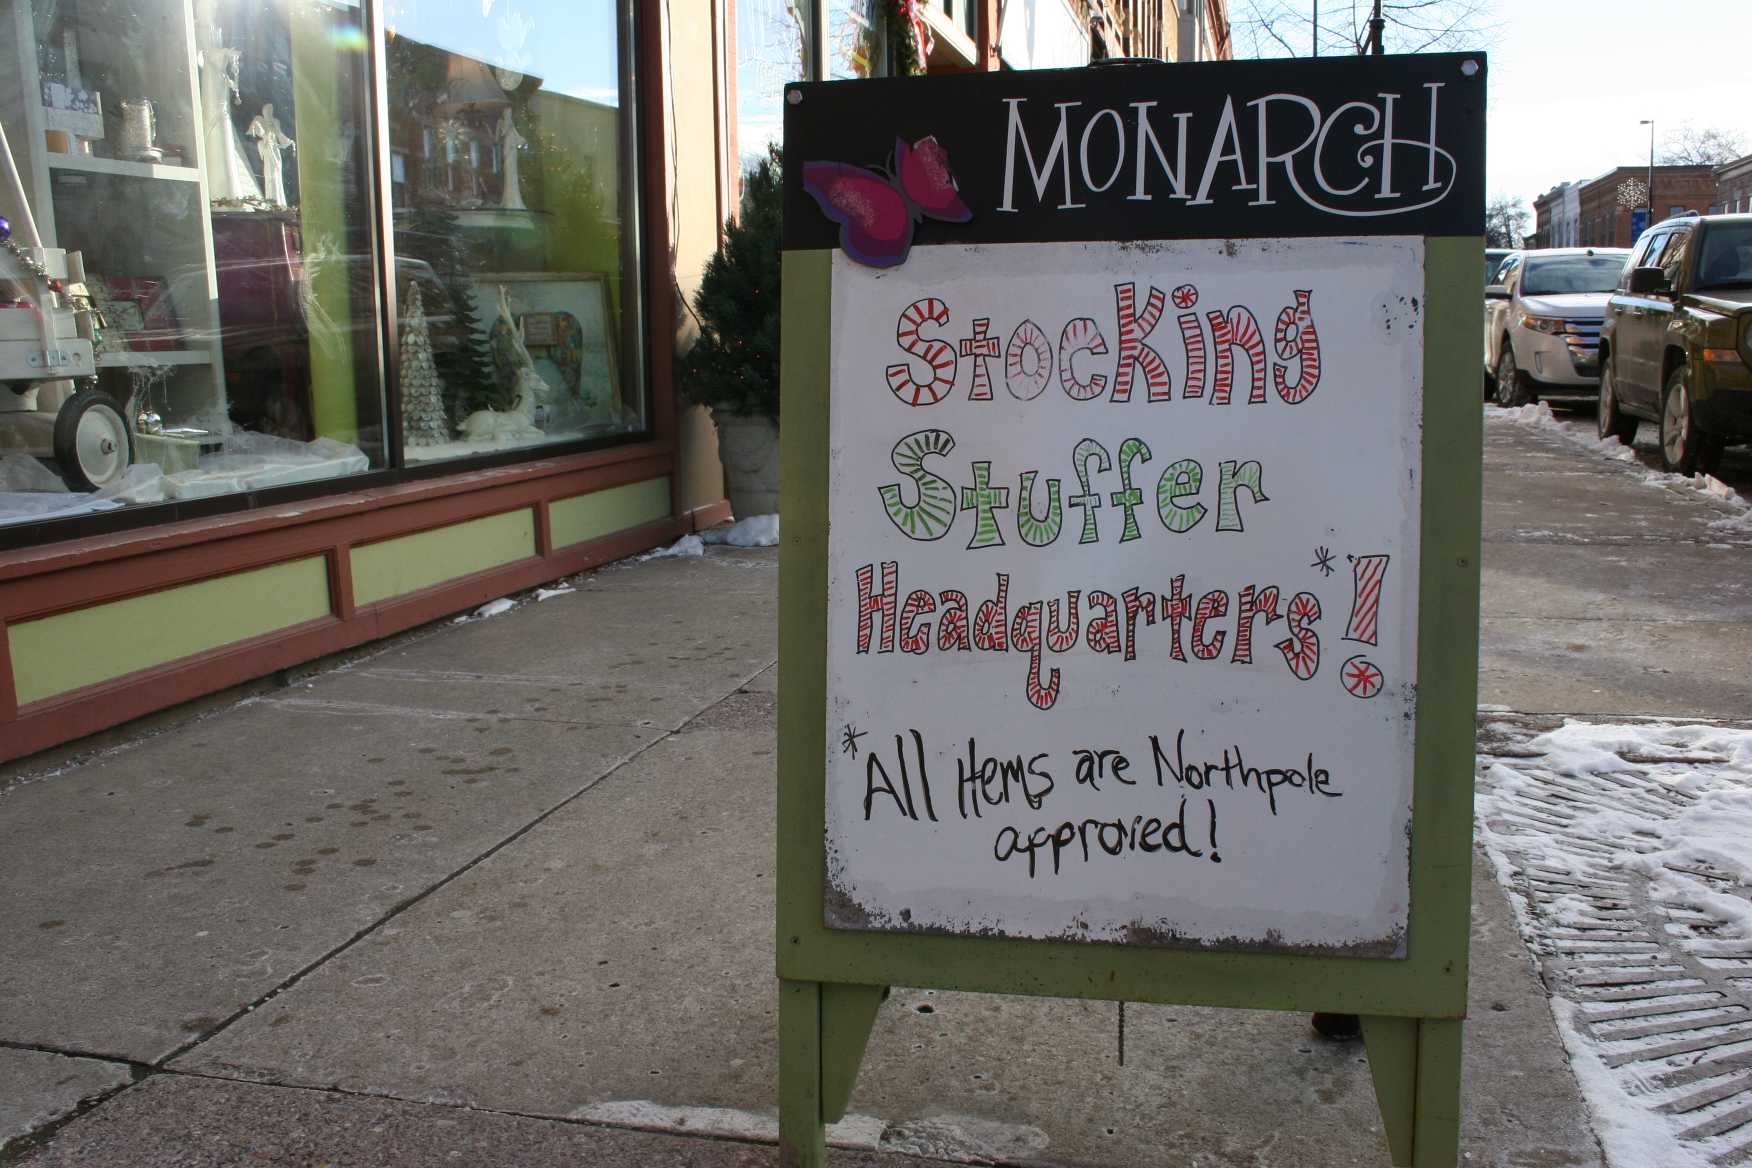 MONARCH
Stocking
Stuffer
Headquarters*!
*All items are Northpole
approved!